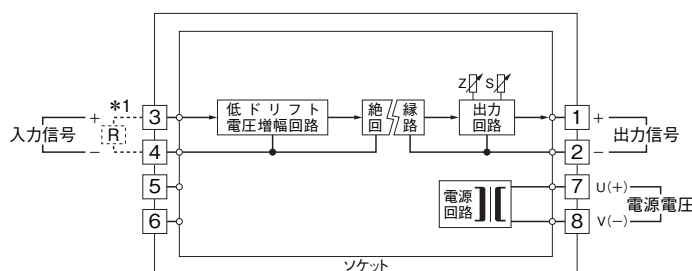 Z S
*1
+ 3 低ドリフト 絶 縁 出力 1 +
入力信号 R 電圧増幅回路 回 路 回路 出力信号
− 4 2 −
5 7 U(+)
電源 電源電圧
回路
6 8 V(−)
ソケット